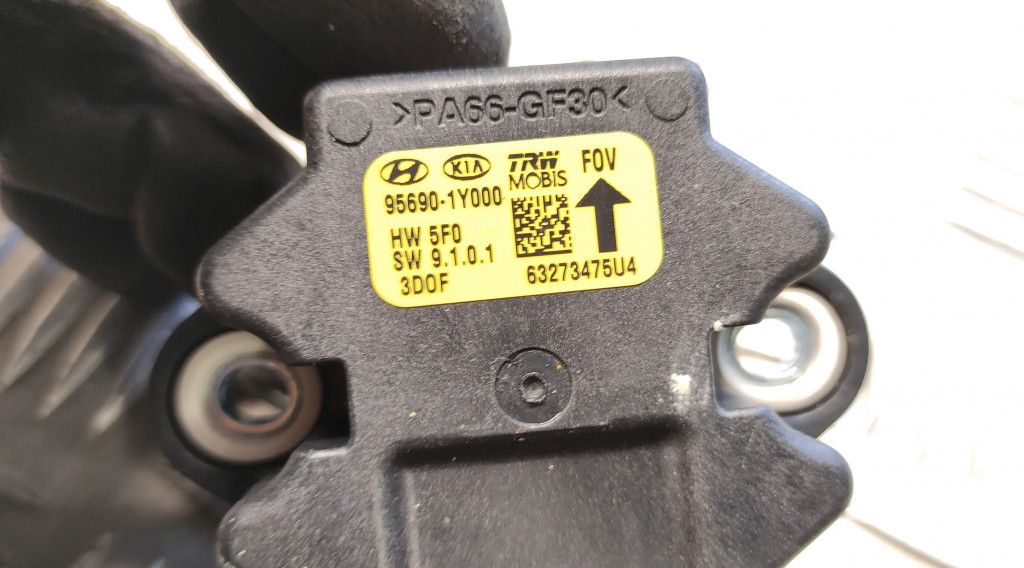 >PA66-GF30<
KIA TRW MOBIS FOV
95690-1Y000
HW 5F0
SW 9.1.0.1
3DOF 63273475U4